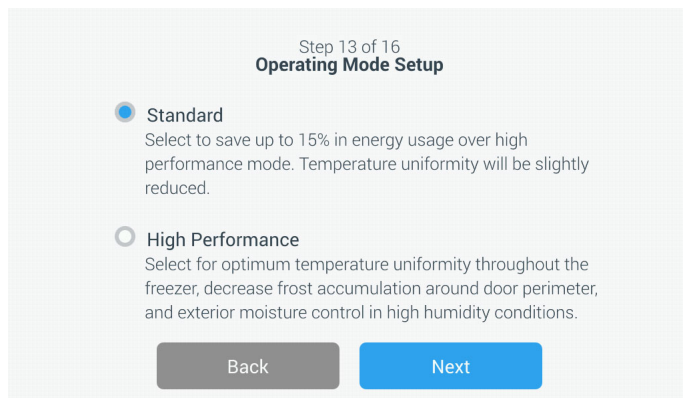 Step 13 of 16
Operating Mode Setup
Standard
Select to save up to 15% in energy usage over high
performance mode. Temperature uniformity will be slightly
reduced.
High Performance
Select for optimum temperature uniformity throughout the
freezer, decrease frost accumulation around door perimeter,
and exterior moisture control in high humidity conditions.
Back
Next